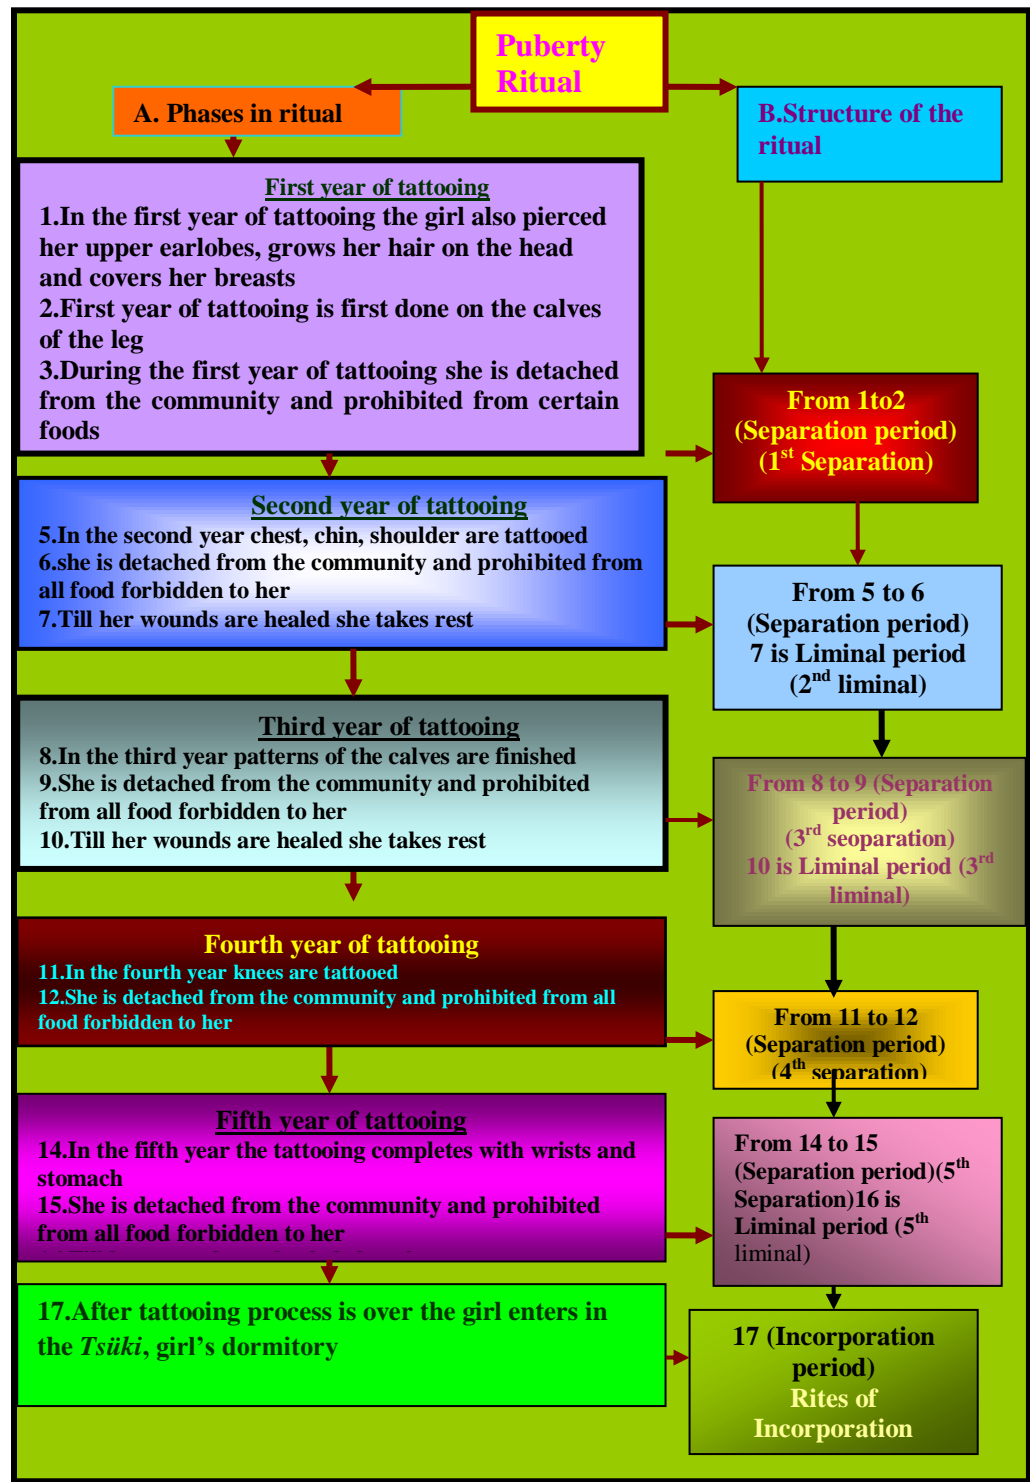 Puberty
Ritual
A. Phases in ritual
B.Structure of the
ritual
First year of tattooing
1.In the first year of tattooing the girl also pierced
her upper earlobes, grows her hair on the head
and covers her breasts
2.First year of tattooing is first done on the calves
of the leg
3.During the first year of tattooing she is detached
from the community and prohibited from certain
foods
From 1to2
(Separation period)
(1st Separation)
Second year of tattooing
5.In the second year chest, chin, shoulder are tattooed
6.she is detached from the community and prohibited from
all food forbidden to her
7.Till her wounds are healed she takes rest
From 5 to 6
(Separation period)
7 is Liminal period
(2nd liminal)
Third year of tattooing
8.In the third year patterns of the calves are finished
9.She is detached from the community and prohibited
from all food forbidden to her
10.Till her wounds are healed she takes rest
From 8 to 9 (Separation
period)
(3rd seoparation)
10 is Liminal period (3rd
liminal)
Fourth year of tattooing
11.In the fourth year knees are tattooed
12.She is detached from the community and prohibited from all
food forbidden to her
From 11 to 12
(Separation period)
(4th separation)
Fifth year of tattooing
14.In the fifth year the tattooing completes with wrists and
stomach
15.She is detached from the community and prohibited
from all food forbidden to her
From 14 to 15
(Separation period)(5th
Separation)16 is
Liminal period (5th
liminal)
17.After tattooing process is over the girl enters in
the Tsüki, girl's dormitory
17 (Incorporation
period)
Rites of
Incorporation